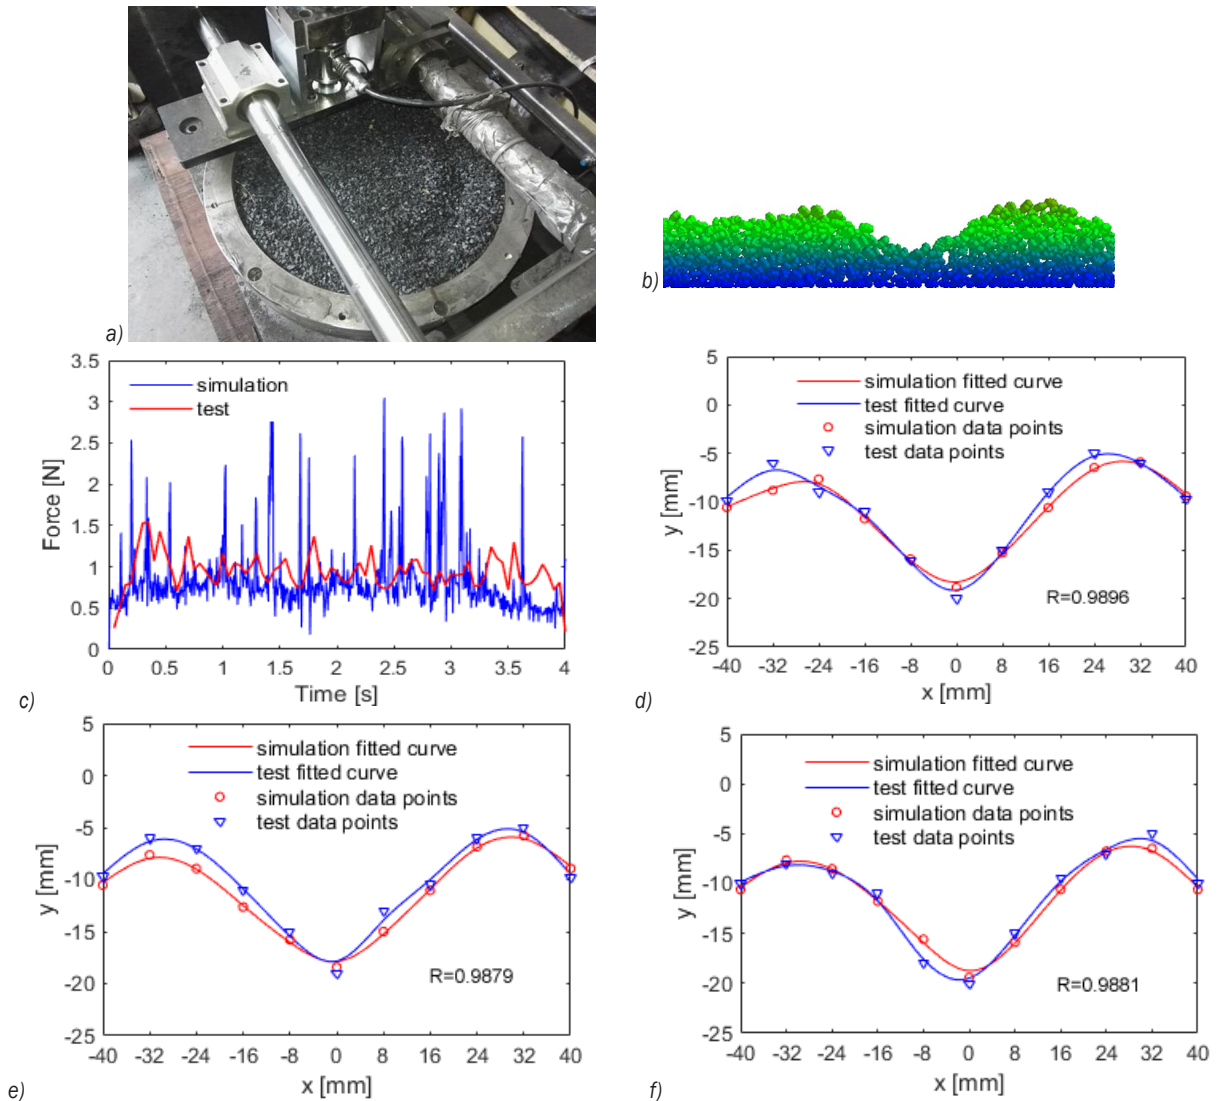 a)
b)
3.5
3
2.5
2
1.5
1
0.5
0
Force [N]
simulation
test
0 0.5 1 1.5 2 2.5 3 3.5 4
Time [s]
c)
5
0
-5
-10
-15
-20
-25
y [mm]
simulation fitted curve
test fitted curve
simulation data points
test data points
R=0.9896
-40 -32 -24 -16 -8 0 8 16 24 32 40
x [mm]
d)
5
0
-5
-10
-15
-20
-25
y [mm]
simulation fitted curve
test fitted curve
simulation data points
test data points
R=0.9879
-40 -32 -24 -16 -8 0 8 16 24 32 40
x [mm]
e)
5
0
-5
-10
-15
-20
-25
y [mm]
simulation fitted curve
test fitted curve
simulation data points
test data points
R=0.9881
-40 -32 -24 -16 -8 0 8 16 24 32 40
x [mm]
f)